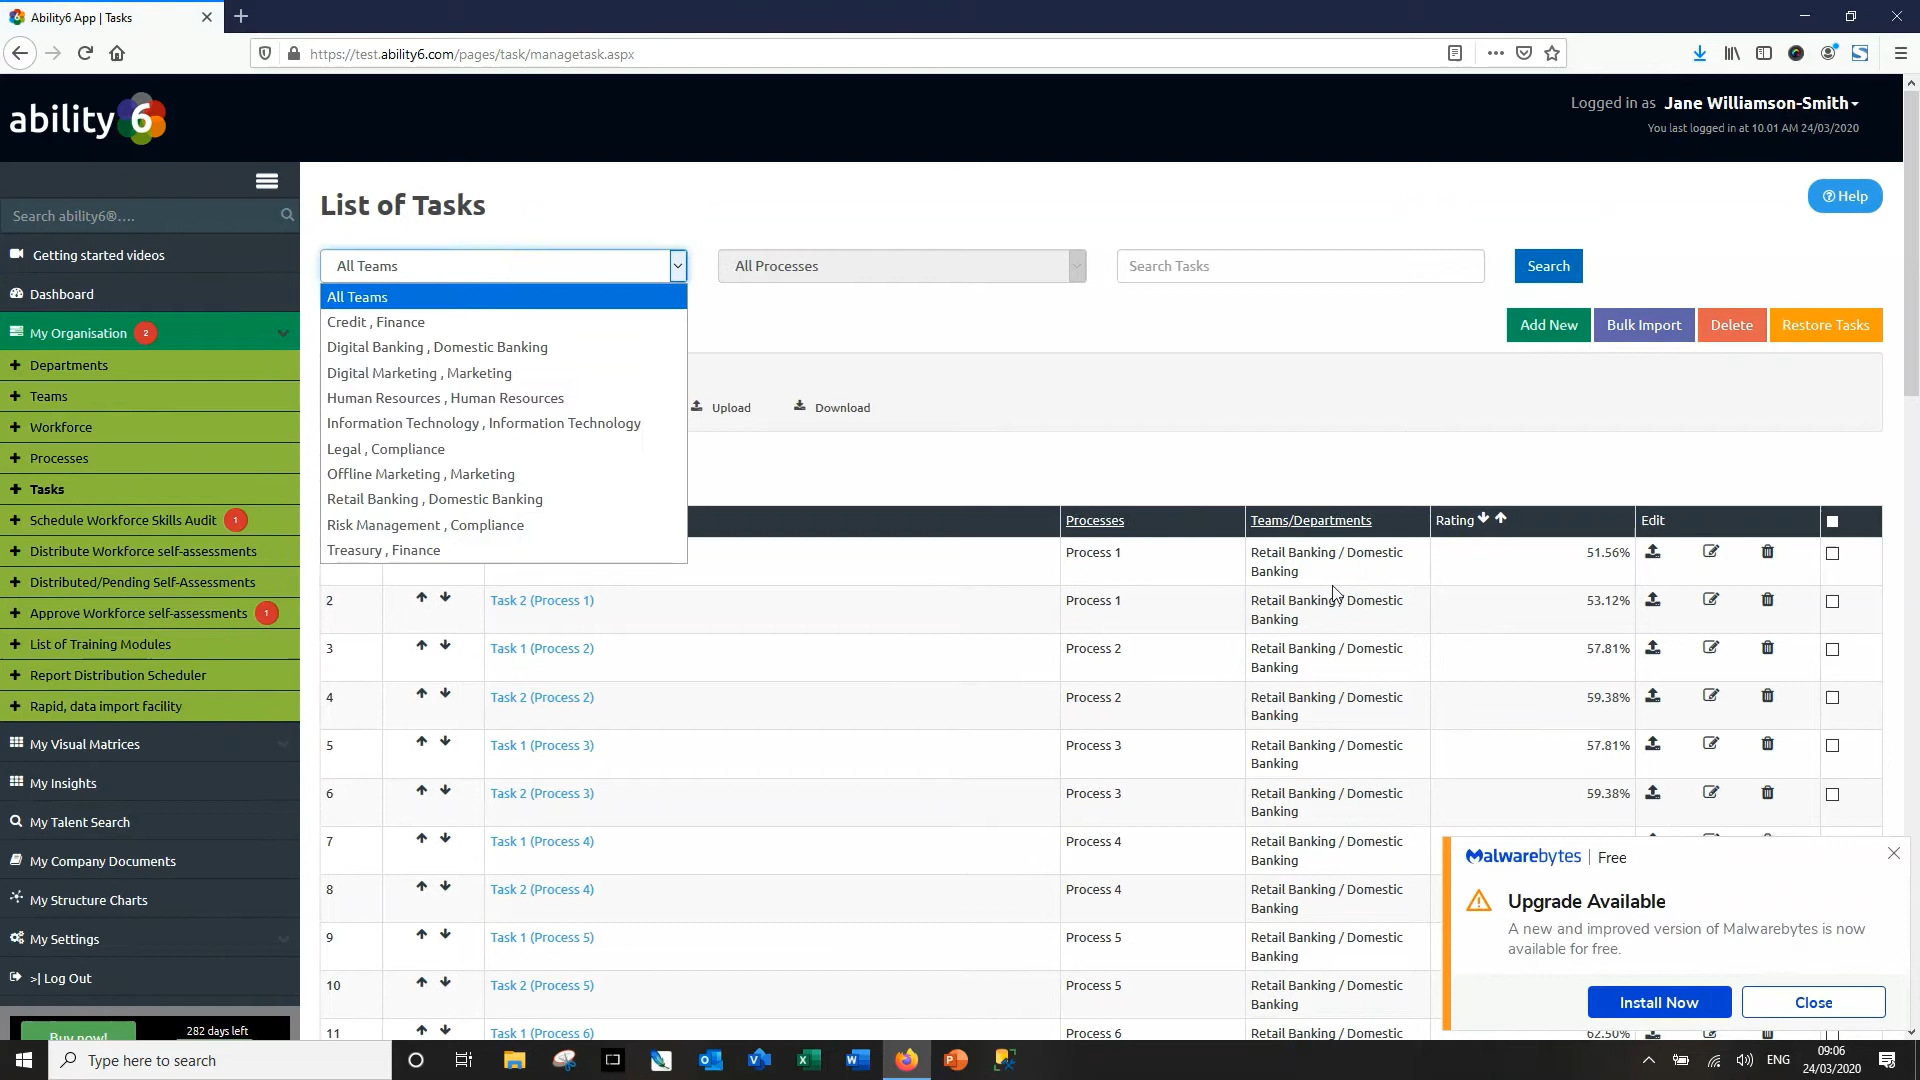 Ability6 App | Tasks
https://test.ability6.com/pages/task/managetask.aspx
ability6
Logged in as Jane Williamson-Smith
You last logged in at 10.01 AM 24/03/2020
Search ability6®....
Getting started videos
Dashboard
My Organisation 2
Departments
Teams
Workforce
Processes
Tasks
Schedule Workforce Skills Audit 1
Distribute Workforce self-assessments
Distributed/Pending Self-Assessments
Approve Workforce self-assessments 1
List of Training Modules
Report Distribution Scheduler
Rapid, data import facility
My Visual Matrices
My Insights
My Talent Search
My Company Documents
My Structure Charts
My Settings
>| Log Out
Buy now! 282 days left
List of Tasks
Help
All Teams All Processes Search Tasks Search
All Teams
Credit , Finance
Digital Banking , Domestic Banking
Digital Marketing , Marketing
Human Resources , Human Resources
Information Technology , Information Technology
Legal , Compliance
Offline Marketing , Marketing
Retail Banking , Domestic Banking
Risk Management , Compliance
Treasury , Finance
Add New Bulk Import Delete Restore Tasks
Upload Download
Processes Teams/Departments Rating Edit
Process 1 Retail Banking / Domestic 51.56%
Banking
2 Task 2 (Process 1) Process 1 Retail Banking / Domestic 53.12%
Banking
3 Task 1 (Process 2) Process 2 Retail Banking / Domestic 57.81%
Banking
4 Task 2 (Process 2) Process 2 Retail Banking / Domestic 59.38%
Banking
5 Task 1 (Process 3) Process 3 Retail Banking / Domestic 57.81%
Banking
6 Task 2 (Process 3) Process 3 Retail Banking / Domestic 59.38%
Banking
7 Task 1 (Process 4) Process 4 Retail Banking / Domestic
Banking
8 Task 2 (Process 4) Process 4 Retail Banking / Domestic
Banking
9 Task 1 (Process 5) Process 5 Retail Banking / Domestic
Banking
10 Task 2 (Process 5) Process 5 Retail Banking / Domestic
Banking
11 Task 1 (Process 6) Process 6 Retail Banking / Domestic 62.50%
Malwarebytes | Free
Upgrade Available
A new and improved version of Malwarebytes is now
available for free.
Install Now Close
Type here to search
ENG
09:06
24/03/2020